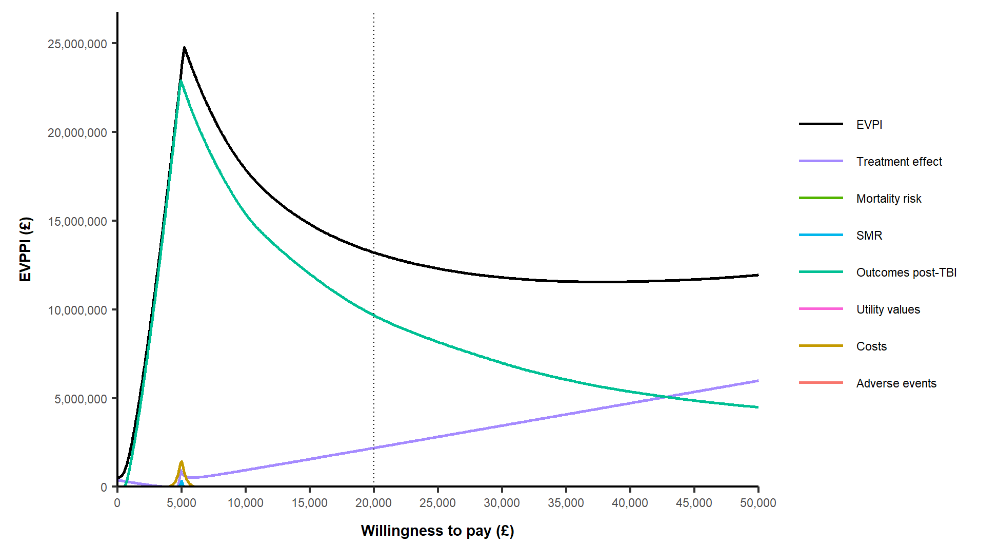 EVPPI (£)
25,000,000
20,000,000
15,000,000
10,000,000
5,000,000
0
0
5,000
10,000
15,000
20,000
25,000
30,000
35,000
40,000
45,000
50,000
Willingness to pay (£)
EVPI
Treatment effect
Mortality risk
SMR
Outcomes post-TBI
Utility values
Costs
Adverse events